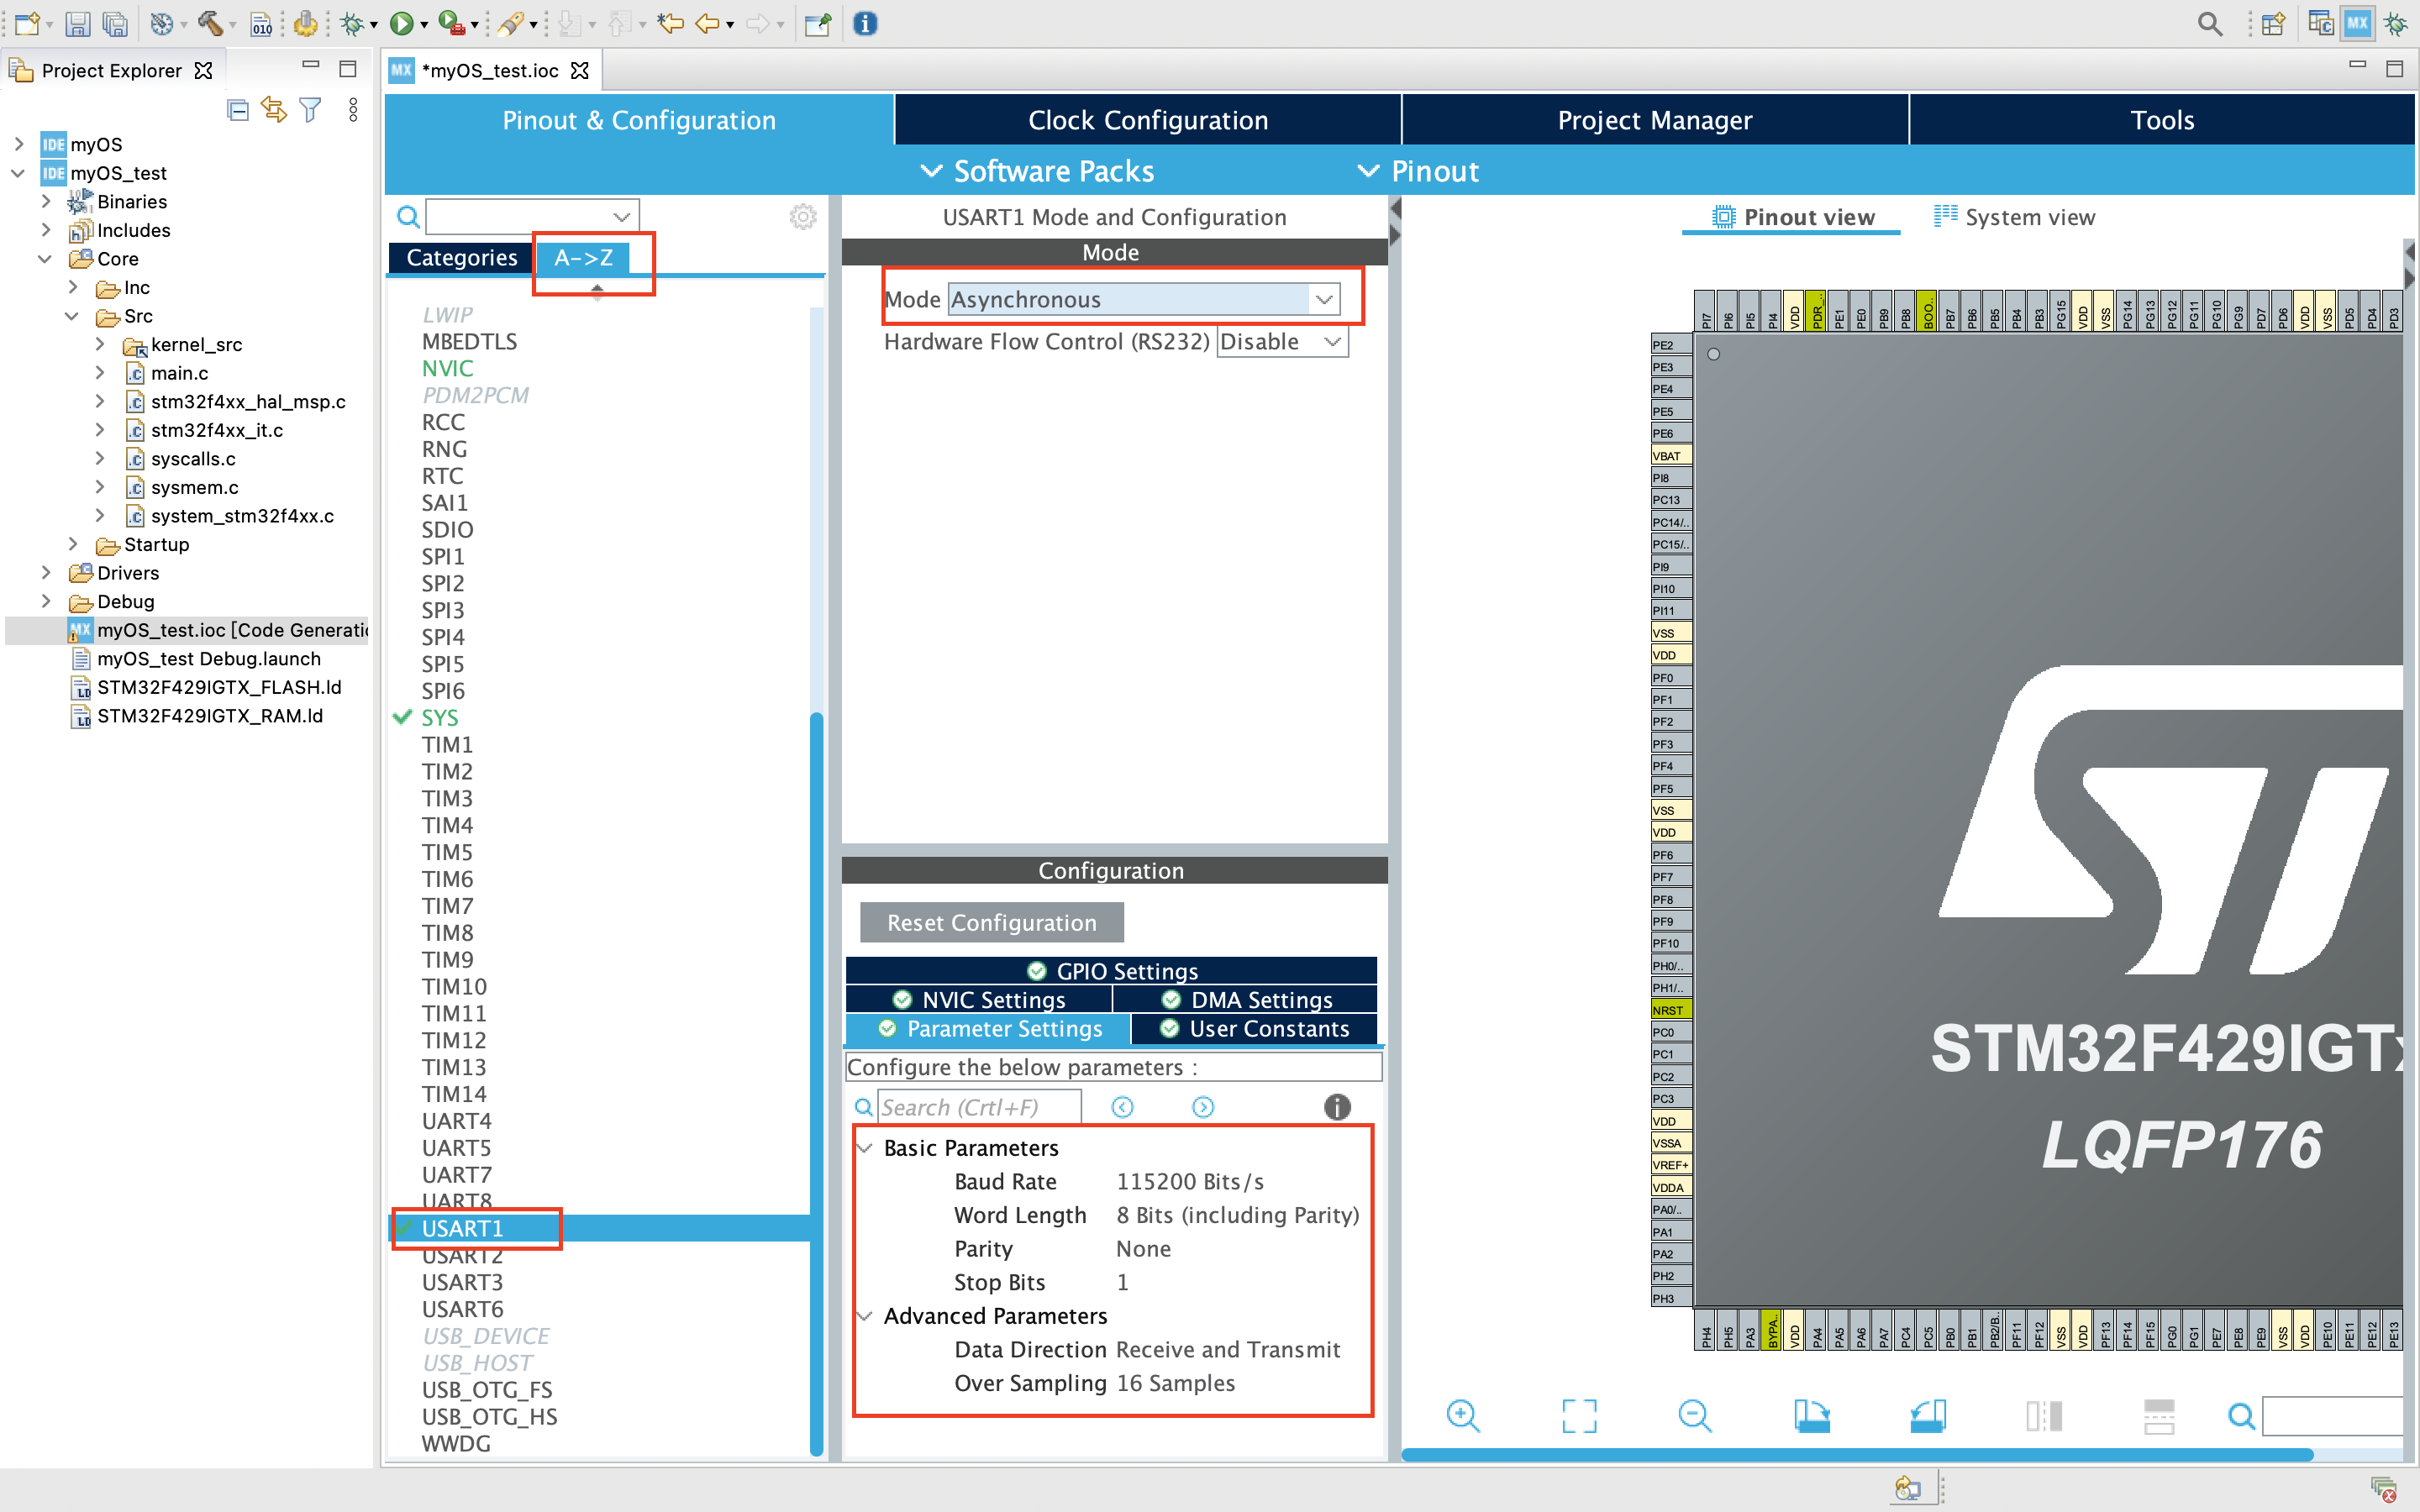 010
MX
Project Explorer
MX *myOS_test.ioc
Pinout & Configuration
Clock Configuration
Project Manager
Tools
Software Packs
Pinout
IDE myOS
IDE myOS_test
Binaries
Includes
Core
Inc
Src
kernel_src
main.c
stm32f4xx_hal_msp.c
stm32f4xx_it.c
syscalls.c
sysmem.c
system_stm32f4xx.c
Startup
Drivers
Debug
MX myOS_test.ioc [Code Generatio
myOS_test Debug.launch
STM32F429IGTX_FLASH.ld
STM32F429IGTX_RAM.ld
Categories
A->Z
LWIP
MBEDTLS
NVIC
PDM2PCM
RCC
RNG
RTC
SAI1
SDIO
SPI1
SPI2
SPI3
SPI4
SPI5
SPI6
SYS
TIM1
TIM2
TIM3
TIM4
TIM5
TIM6
TIM7
TIM8
TIM9
TIM10
TIM11
TIM12
TIM13
TIM14
UART4
UART5
UART7
UART8
USART1
USART2
USART3
USART6
USB_DEVICE
USB_HOST
USB_OTG_FS
USB_OTG_HS
WWDG
USART1 Mode and Configuration
Mode
Mode Asynchronous
Hardware Flow Control (RS232) Disable
Configuration
Reset Configuration
GPIO Settings
NVIC Settings
DMA Settings
Parameter Settings
User Constants
Configure the below parameters :
Search (Crtl+F)
Basic Parameters
Baud Rate 115200 Bits/s
Word Length 8 Bits (including Parity)
Parity None
Stop Bits 1
Advanced Parameters
Data Direction Receive and Transmit
Over Sampling 16 Samples
Pinout view
System view
PI7 PI6 PI5 PI4 VDD PDR_.. PE1 PE0 PB9 PB8 BOO.. PB7 PB6 PB5 PB4 PB3 PG15 VDD VSS PG14 PG13 PG12 PG11 PG10 PG9 PD7 PD6 VDD VSS PD5 PD4 PD3
PE2
PE3
PE4
PE5
PE6
VBAT
PI8
PC13
PC14/..
PC15/..
PI9
PI10
PI11
VSS
VDD
PF0
PF1
PF2
PF3
PF4
PF5
VSS
VDD
PF6
PF7
PF8
PF9
PF10
PH0/..
PH1/..
NRST
PC0
PC1
PC2
PC3
VDD
VSSA
VREF+
VDDA
PA0/..
PA1
PA2
PH2
PH3
ST
STM32F429IGTx
LQFP176
PH4 PH5 PA3 BYPA.. VDD PA4 PA5 PA6 PA7 PC4 PC5 PB0 PB1 PB2/B.. PF11 PF12 VSS VDD PF13 PF14 PF15 PG0 PG1 PE7 PE8 PE9 VSS VDD PE10 PE11 PE12 PE13